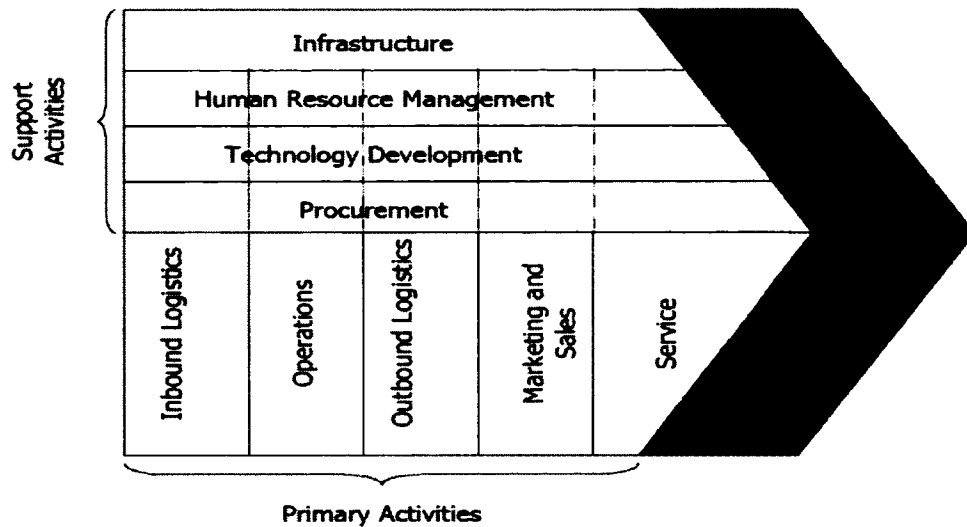 Support
Activities
Infrastructure
Human Resource Management
Technology Development
Procurement
Inbound Logistics
Operations
Outbound Logistics
Marketing and
Sales
Service
Primary Activities